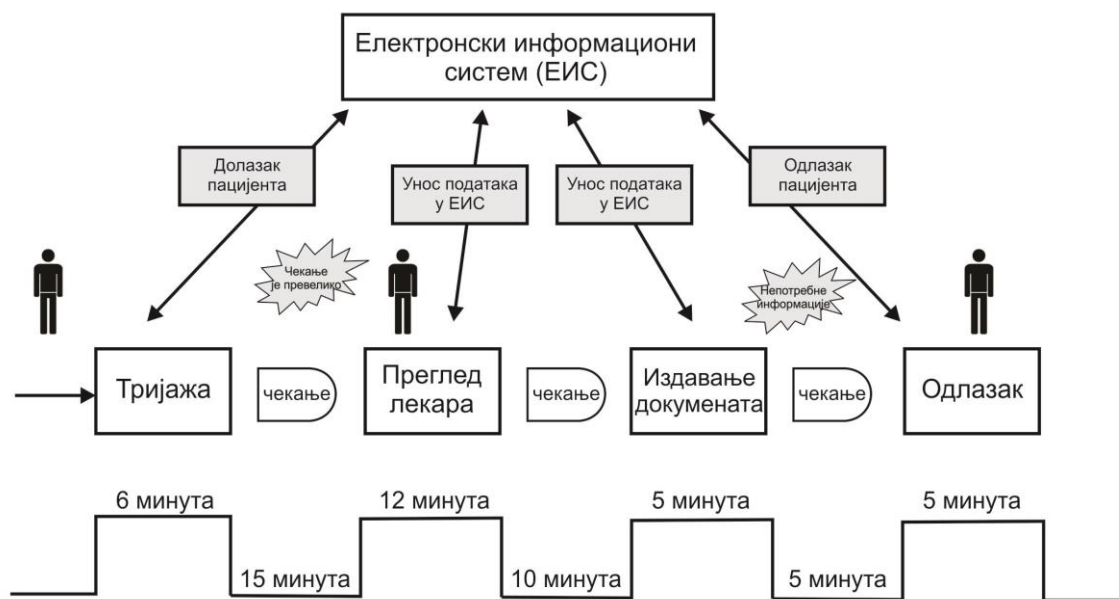 Електронски информациони
систем (ЕИС)
Долазак
пацијента
Унос података
у ЕИС
Унос података
у ЕИС
Одлазак
пацијента
Чекање
је превелико
Непотребне
информације
Тријажа
чекање
Преглед
лекара
чекање
Издавање
докумената
чекање
Одлазак
6 минута
12 минута
5 минута
5 минута
15 минута
10 минута
5 минута